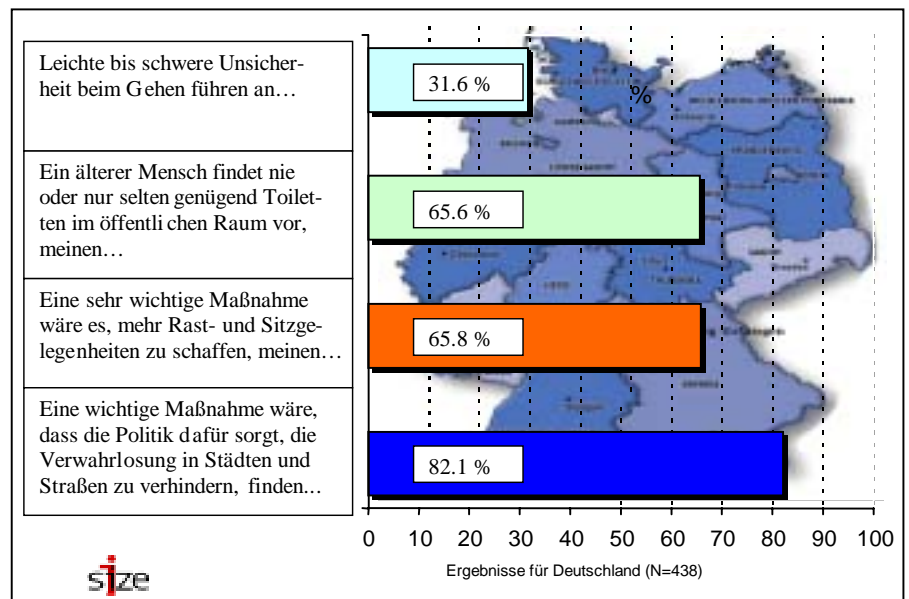 Leichte bis schwere Unsicher-
heit beim Gehen führen an…
31.6 %
%
Ein älterer Mensch findet nie
oder nur selten genügend Toilet-
ten im öffentlichen Raum vor,
meinen…
65.6 %
Eine sehr wichtige Maßnahme
wäre es, mehr Rast- und Sitzge-
legenheiten zu schaffen, meinen…
65.8 %
Eine wichtige Maßnahme wäre,
dass die Politik dafür sorgt, die
Verwahrlosung in Städten und
Straßen zu verhindern, finden...
82.1 %
0 10 20 30 40 50 60 70 80 90 100
Ergebnisse für Deutschland (N=438)
size